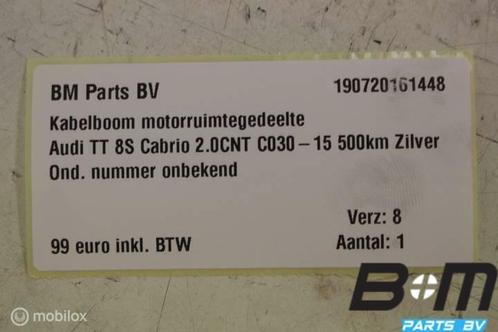 BM Parts BV 190720161448
Kabelboom motorruimtegedeelte
Audi TT 8S Cabrio 2.0CNT C030 – 15 500km Zilver
Ond. nummer onbekend
Verz: 8
99 euro inkl. BTW Aantal: 1
BM
PARTS BV
mobilox